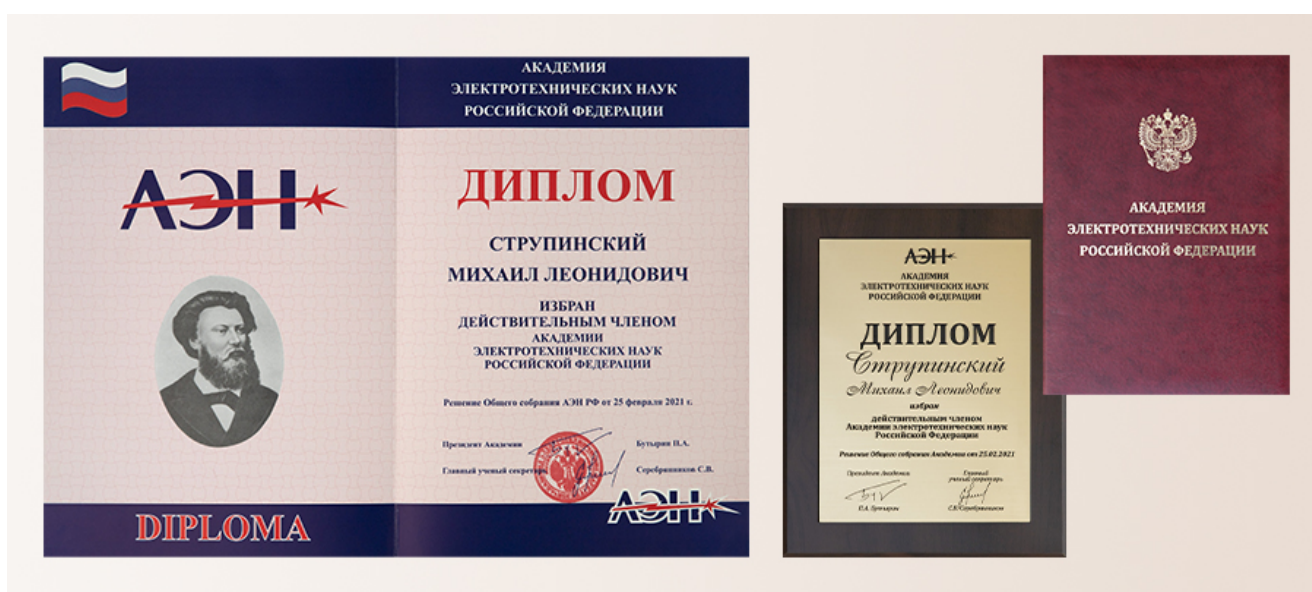 АЭН
DIPLOMA
АКАДЕМИЯ
ЭЛЕКТРОТЕХНИЧЕСКИХ НАУК
РОССИЙСКОЙ ФЕДЕРАЦИИ
ДИПЛОМ
СТРУПИНСКИЙ
МИХАИЛ ЛЕОНИДОВИЧ
ИЗБРАН
ДЕЙСТВИТЕЛЬНЫМ ЧЛЕНОМ
АКАДЕМИИ
ЭЛЕКТРОТЕХНИЧЕСКИХ НАУК
РОССИЙСКОЙ ФЕДЕРАЦИИ
Решение Общего собрания АЭН РФ от 25 февраля 2021 г.
Президент Академии Бутырин П.А.
Главный ученый секретарь Серебрянников С.В.
АЭН
АЭН
АКАДЕМИЯ
ЭЛЕКТРОТЕХНИЧЕСКИХ НАУК
РОССИЙСКОЙ ФЕДЕРАЦИИ
ДИПЛОМ
Струпинский
Михаил Леонидович
избран
действительным членом
Академии электротехнических наук
Российской Федерации
Решение Общего собрания Академии от 25.02.2021
Президент Академии
Главный
ученый секретарь
П.А. Бутырин
С.В. Серебрянников
АКАДЕМИЯ
ЭЛЕКТРОТЕХНИЧЕСКИХ НАУК
РОССИЙСКОЙ ФЕДЕРАЦИИ